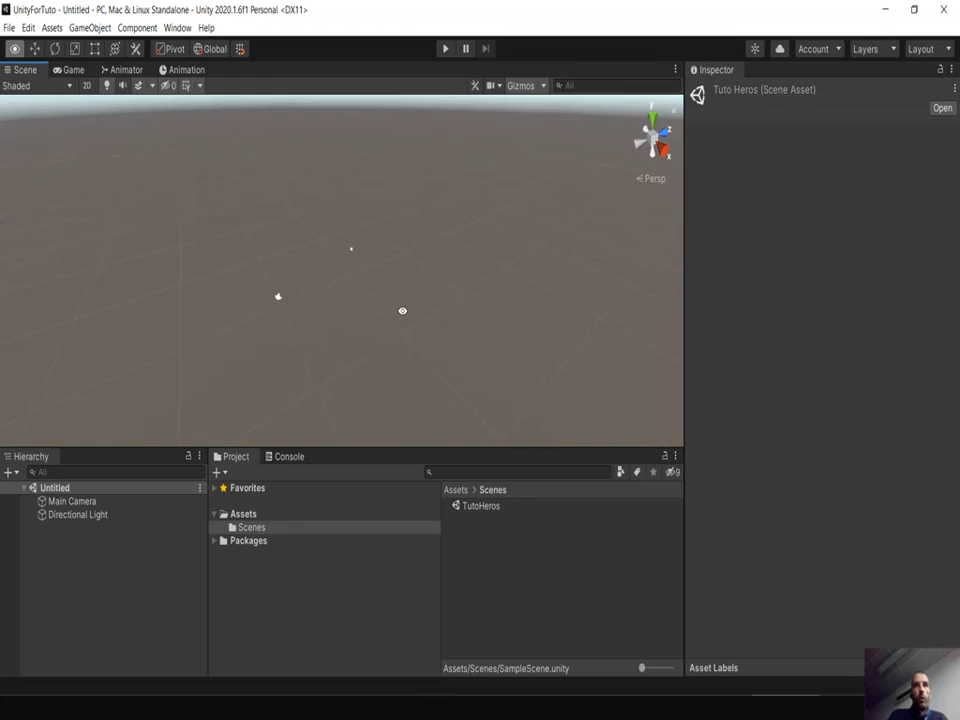 UnityForTuto - Untitled - PC, Mac & Linux Standalone - Unity 2020.1.6f1 Personal <DX11>
File Edit Assets GameObject Component Window Help
Pivot Global Account Layers Layout
Scene Game Animator Animation Inspector
Shaded 2D 0 Gizmos All
Tuto Heros (Scene Asset)
Open
y
z
x
Persp
Hierarchy Project Console
All 9
Untitled
Main Camera
Directional Light
Favorites
Assets
Scenes
Packages
Assets > Scenes
TutoHeros
Assets/Scenes/SampleScene.unity
Asset Labels